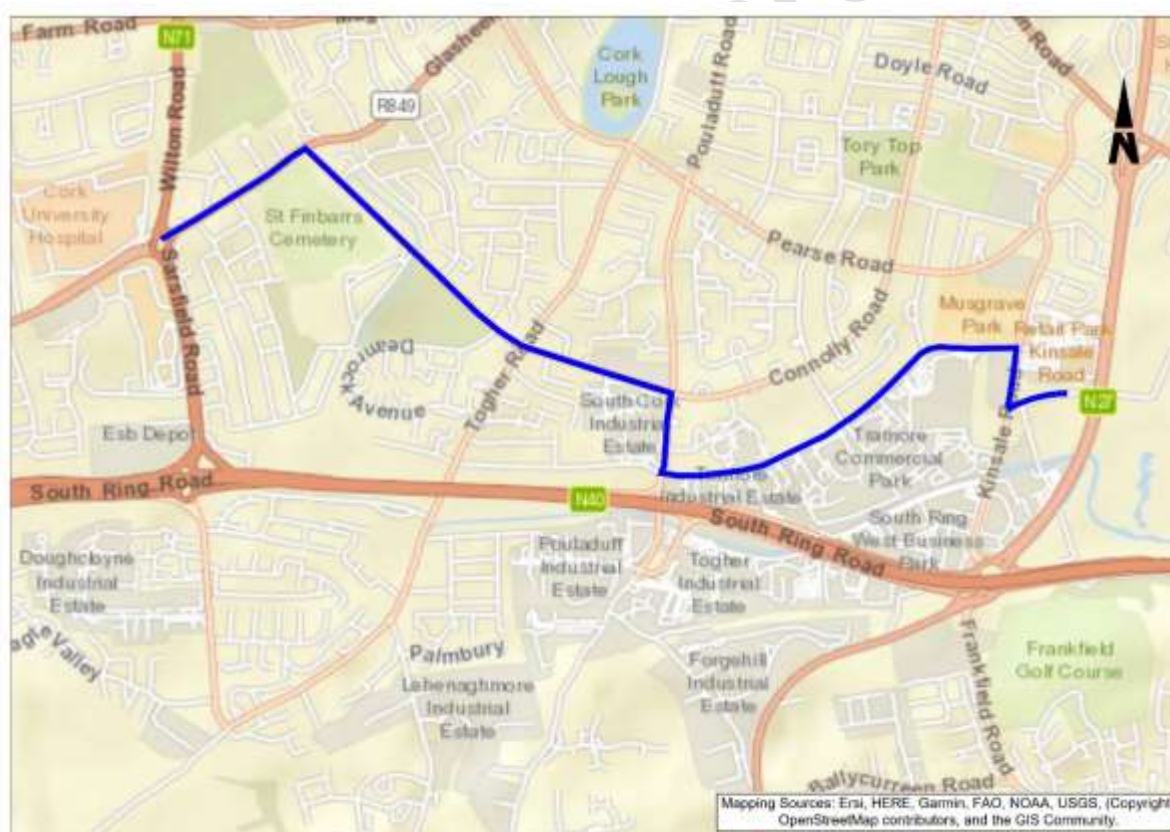 Farm Road
N71
Glasheen
Wilton Road
R849
Cork
Lough
Park
Pouladuff Road
Doyle Road
Tory Top
Park
N
Cork
University
Hospital
St Finbarrs
Cemetery
Sarsfield Road
Pearse Road
Musgrave
Park
Retail Park
Kinsale
Road
Connolly Road
Togher Road
Deanrock
Avenue
South Cork
Industrial
Estate
N27
Kinsale
Esb Depot
Tramore
Commercial
Park
Tramore
Industrial Estate
South Ring Road
N40
South Ring Road
South Ring
West Business
Park
Doughcloyne
Industrial
Estate
Pouladuff
Industrial
Estate
Togher
Industrial
Estate
Eagle Valley
Palmbury
Lehenaghmore
Industrial
Estate
Forgehill
Industrial
Estate
Frankfield Road
Frankfield
Golf Course
Ballycurreen Road
Mapping Sources: Ersi, HERE, Garmin, FAO, NOAA, USGS, (Copyright
OpenStreetMap contributors, and the GIS Community.